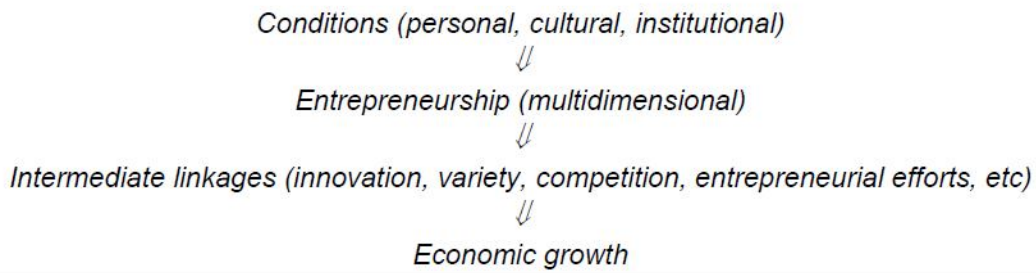 Conditions (personal, cultural, institutional)
⇓
Entrepreneurship (multidimensional)
⇓
Intermediate linkages (innovation, variety, competition, entrepreneurial efforts, etc)
⇓
Economic growth